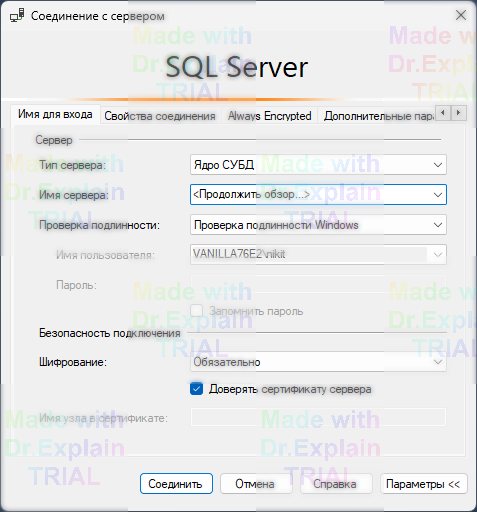 Соединение с сервером
SQL Server
Имя для входа Свойства соединения Always Encrypted Дополнительные пара
Сервер
Тип сервера: Ядро СУБД
Имя сервера: <Продолжить обзор...>
Проверка подлинности: Проверка подлинности Windows
Имя пользователя: VANILLA76E2\nikit
Пароль:
Запомнить пароль
Безопасность подключения
Шифрование: Обязательно
Доверять сертификату сервера
Имя узла в сертификате:
Соединить Отмена Справка Параметры <<
Made with
Dr.Explain
TRIAL
Made with
Dr.Explain
TRIAL
Made with
Dr.Explain
TRIAL
Made with
Dr.Explain
TRIAL
Made with
Dr.Explain
TRIAL
Made with
Dr.Explain
TRIAL
Made with
Dr.Explain
TRIAL